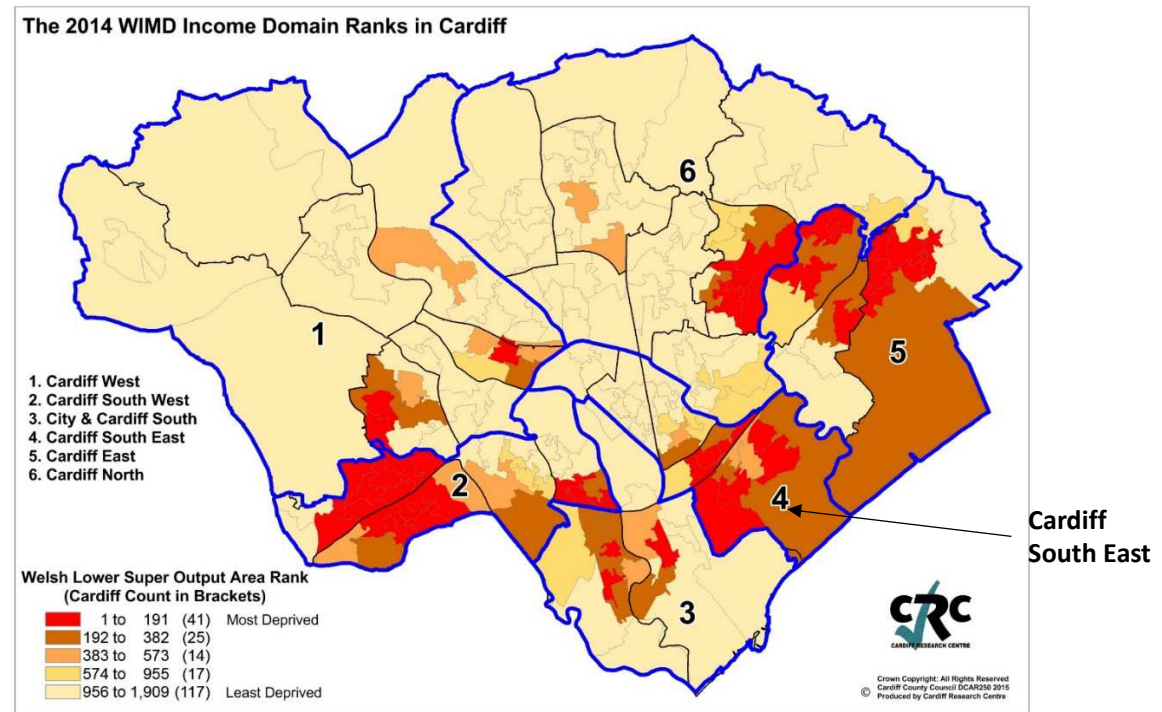 The 2014 WIMD Income Domain Ranks in Cardiff
6
1
5
1. Cardiff West
2. Cardiff South West
3. City & Cardiff South
4. Cardiff South East
5. Cardiff East
6. Cardiff North
2
4
Cardiff
South East
3
Welsh Lower Super Output Area Rank
(Cardiff Count in Brackets)
1 to 191 (41) Most Deprived
192 to 382 (25)
383 to 573 (14)
574 to 955 (17)
956 to 1,909 (117) Least Deprived
CRC
CARDIFF RESEARCH CENTRE
Crown Copyright: All Rights Reserved
© Cardiff County Council DCAR250 2015
Produced by Cardiff Research Centre